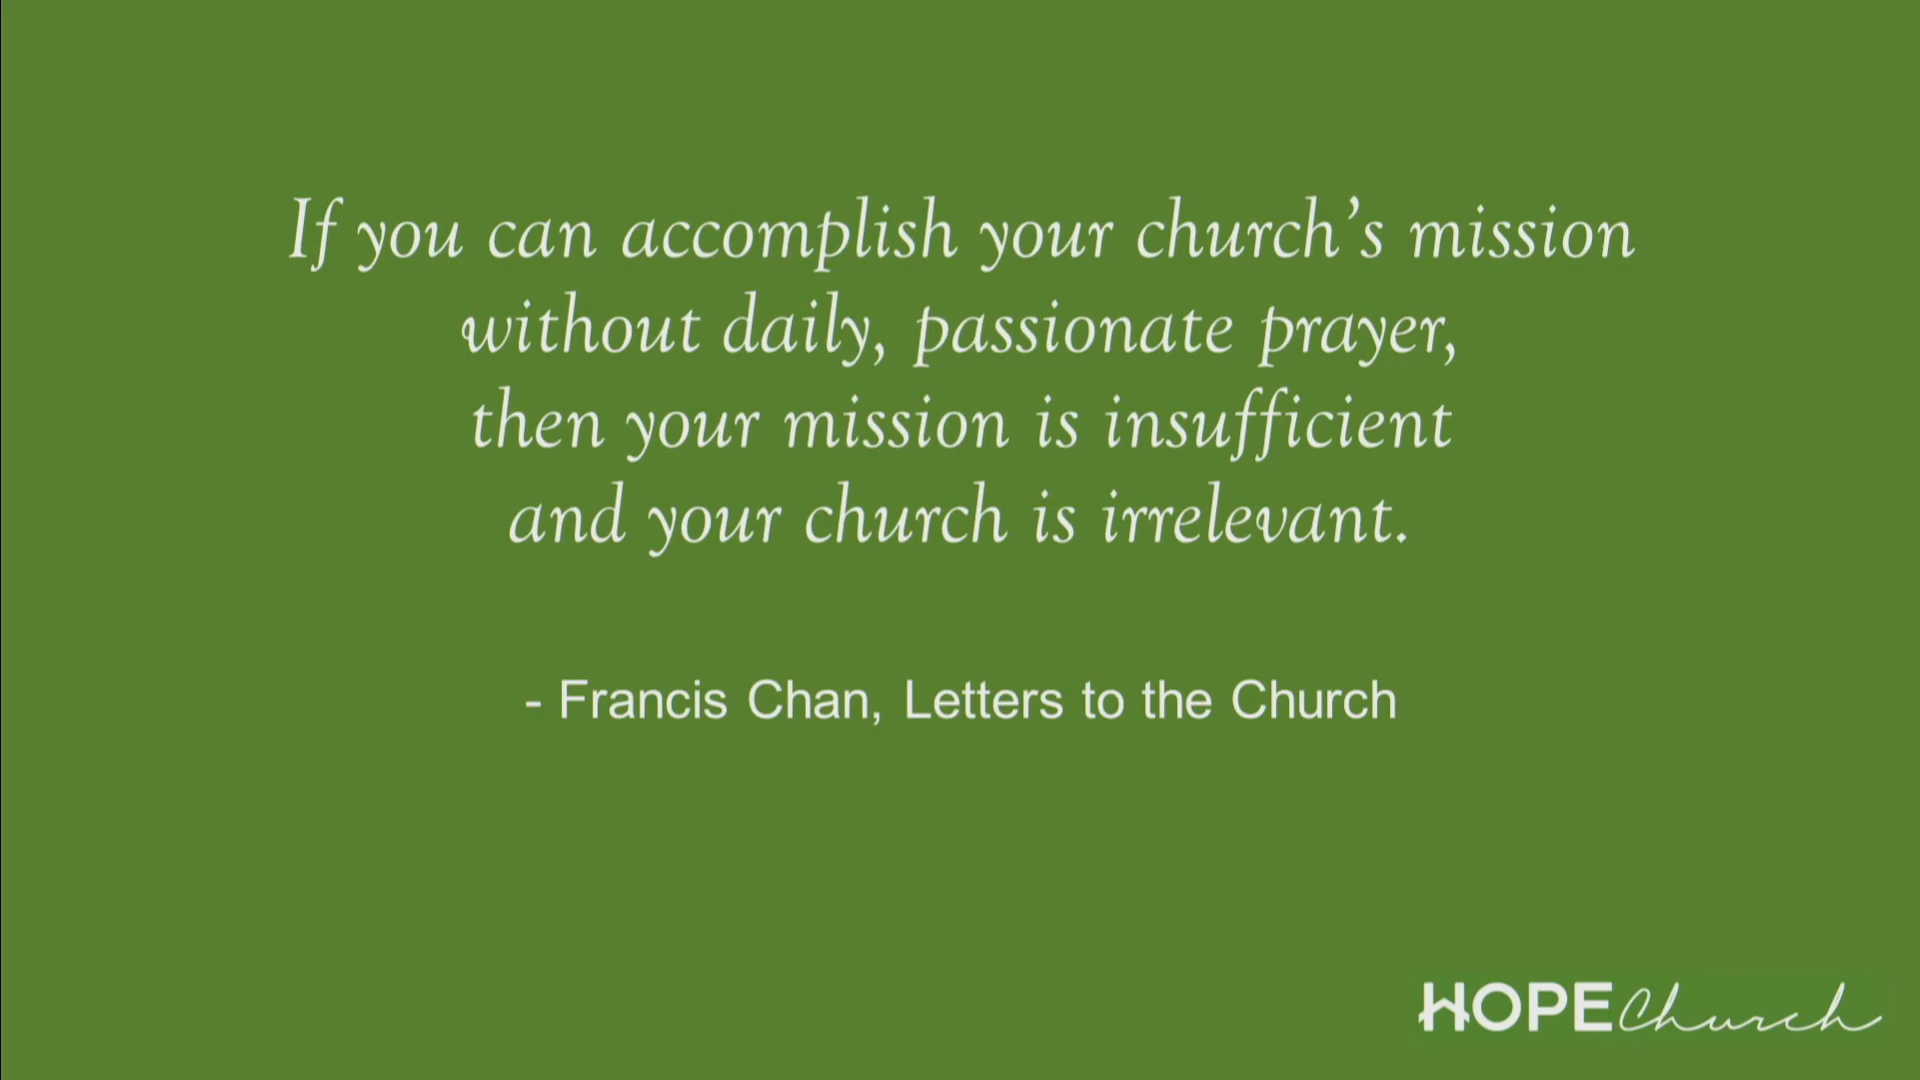 If you can accomplish your church’s mission
without daily, passionate prayer,
then your mission is insufficient
and your church is irrelevant.
- Francis Chan, Letters to the Church
HOPE Church